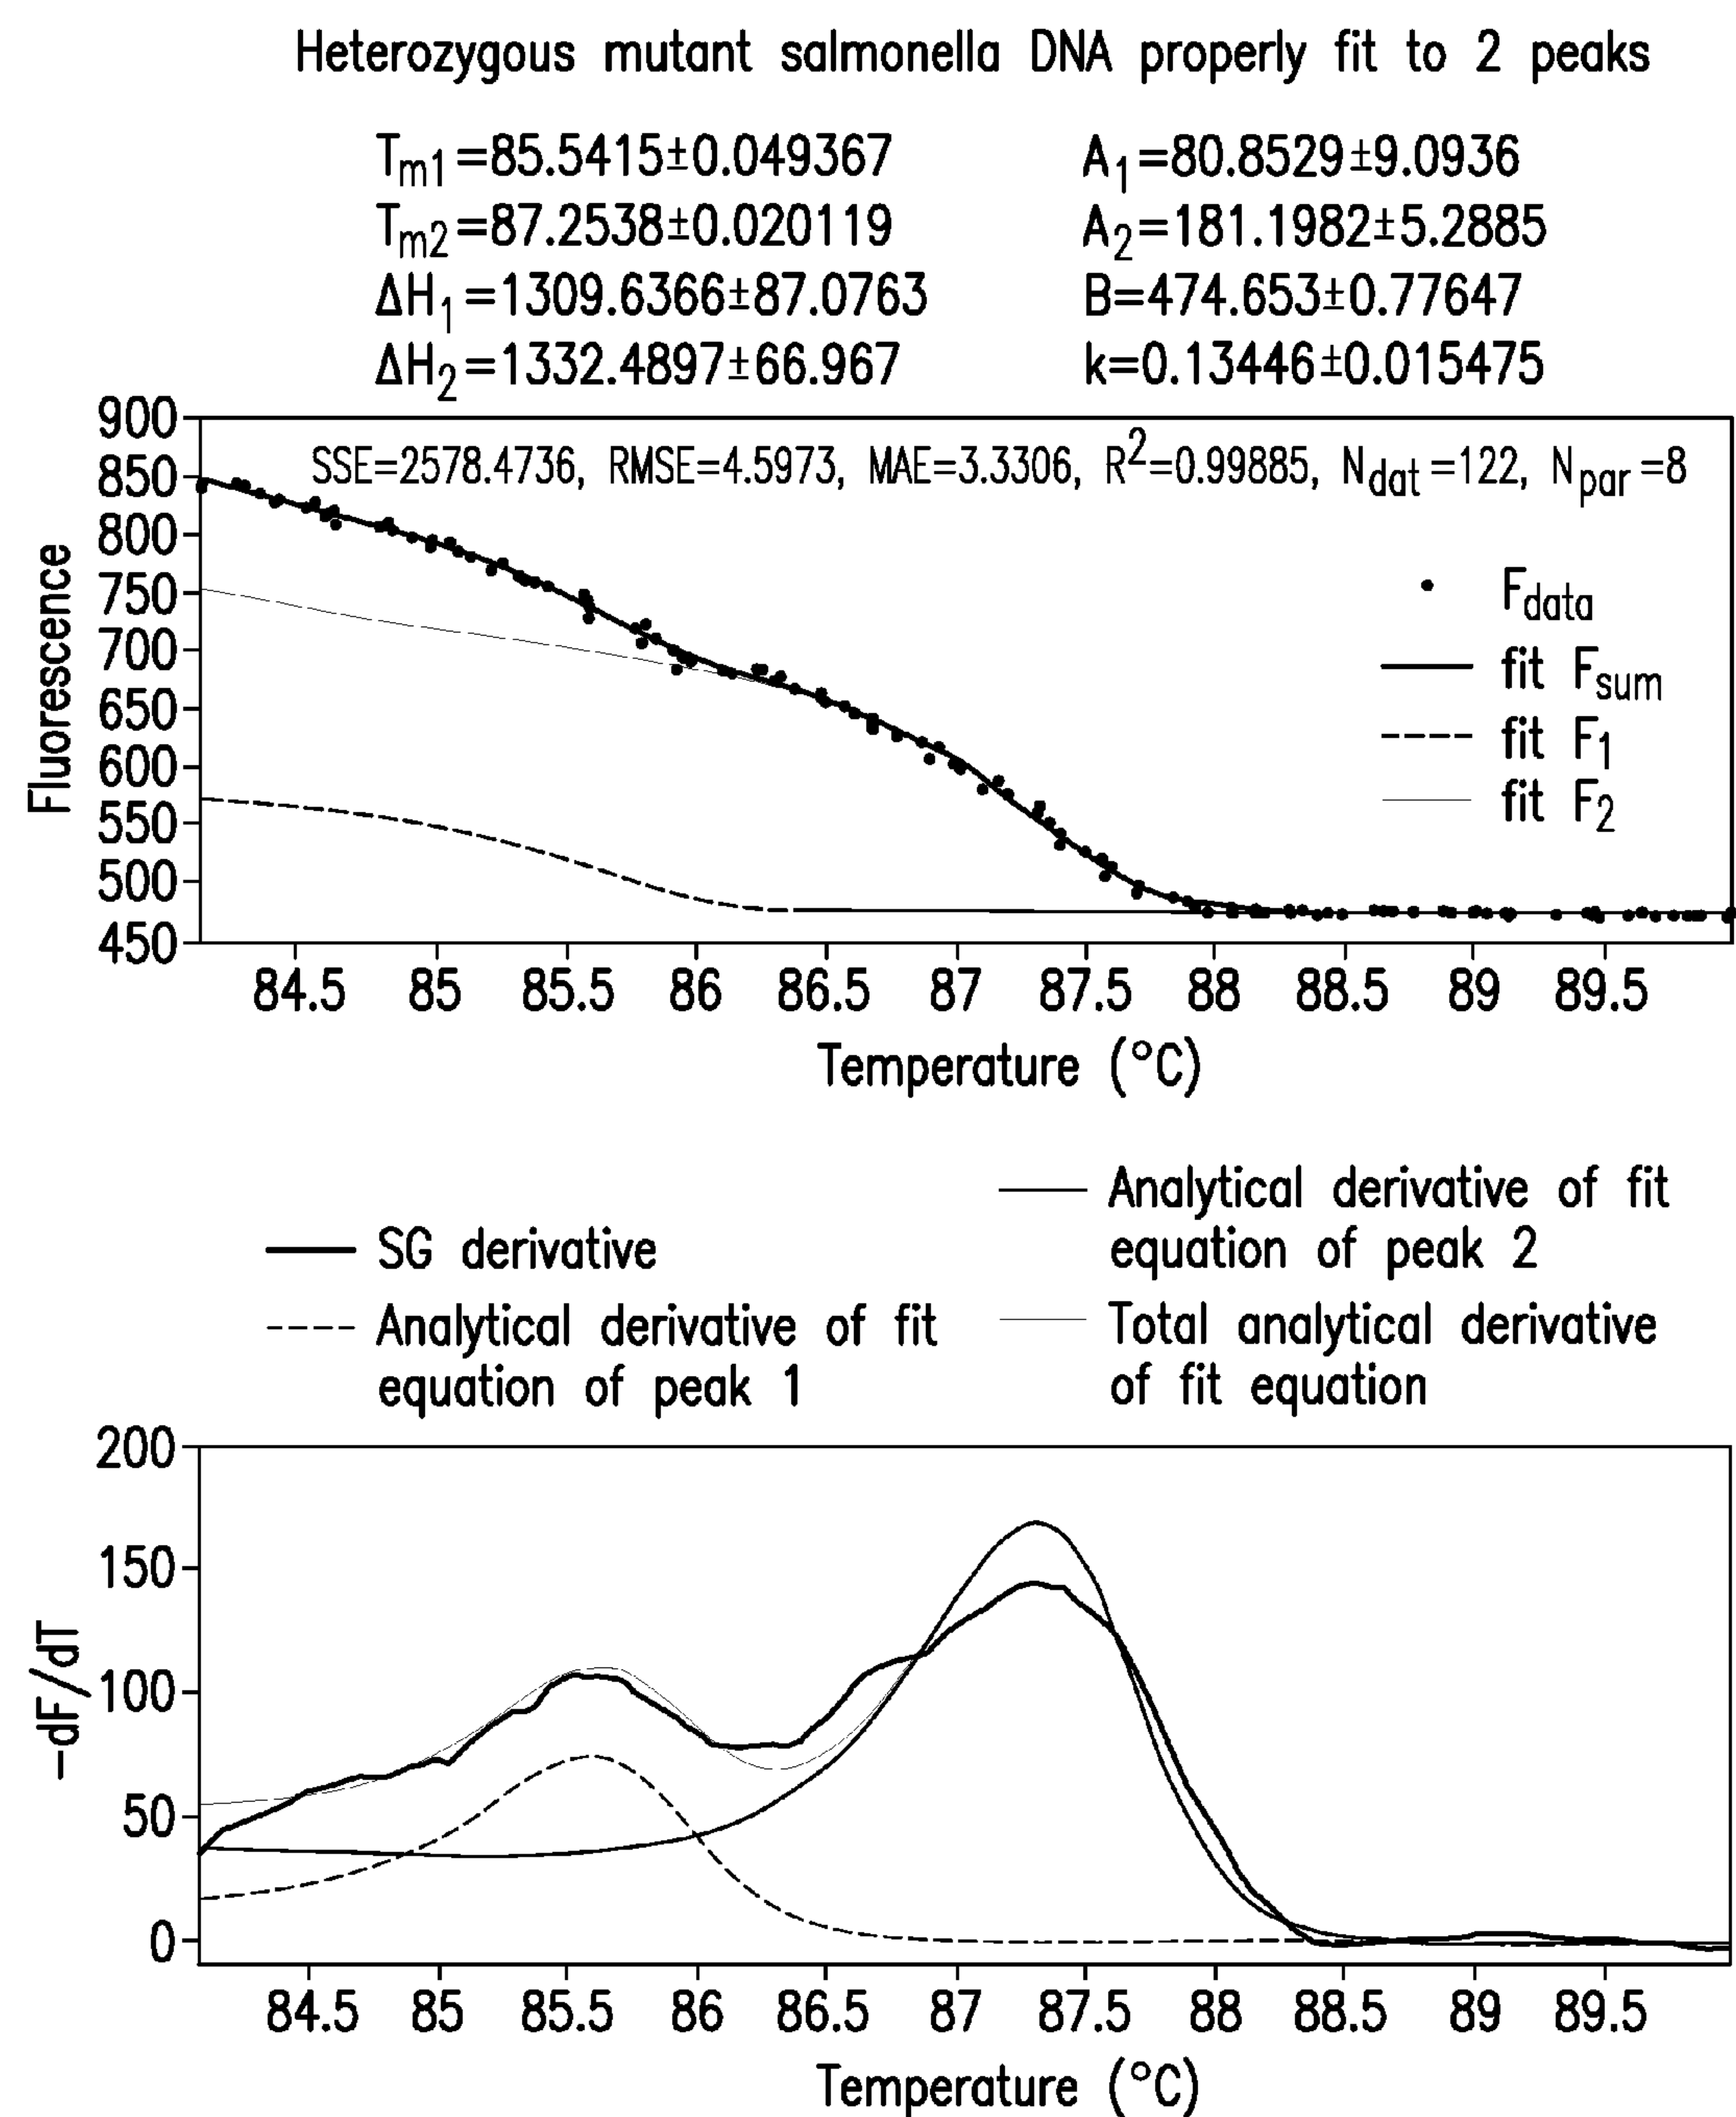 Heterozygous mutant salmonella DNA properly fit to 2 peaks
Tm1=85.5415±0.049367
A1=80.8529±9.0936
Tm2=87.2538±0.020119
A2=181.1982±5.2885
ΔH1=1309.6366±87.0763
B=474.653±0.77647
ΔH2=1332.4897±66.967
k=0.13446±0.015475
900
850
800
750
700
650
600
550
500
450
Fluorescence
SSE=2578.4736, RMSE=4.5973, MAE=3.3306, R2=0.99885, Ndat=122, Npar=8
Fdata
fit Fsum
fit F1
fit F2
84.5 85 85.5 86 86.5 87 87.5 88 88.5 89 89.5
Temperature (°C)
SG derivative
Analytical derivative of fit
equation of peak 1
Analytical derivative of fit
equation of peak 2
Total analytical derivative
of fit equation
200
150
100
50
0
-dF/dT
84.5 85 85.5 86 86.5 87 87.5 88 88.5 89 89.5
Temperature (°C)